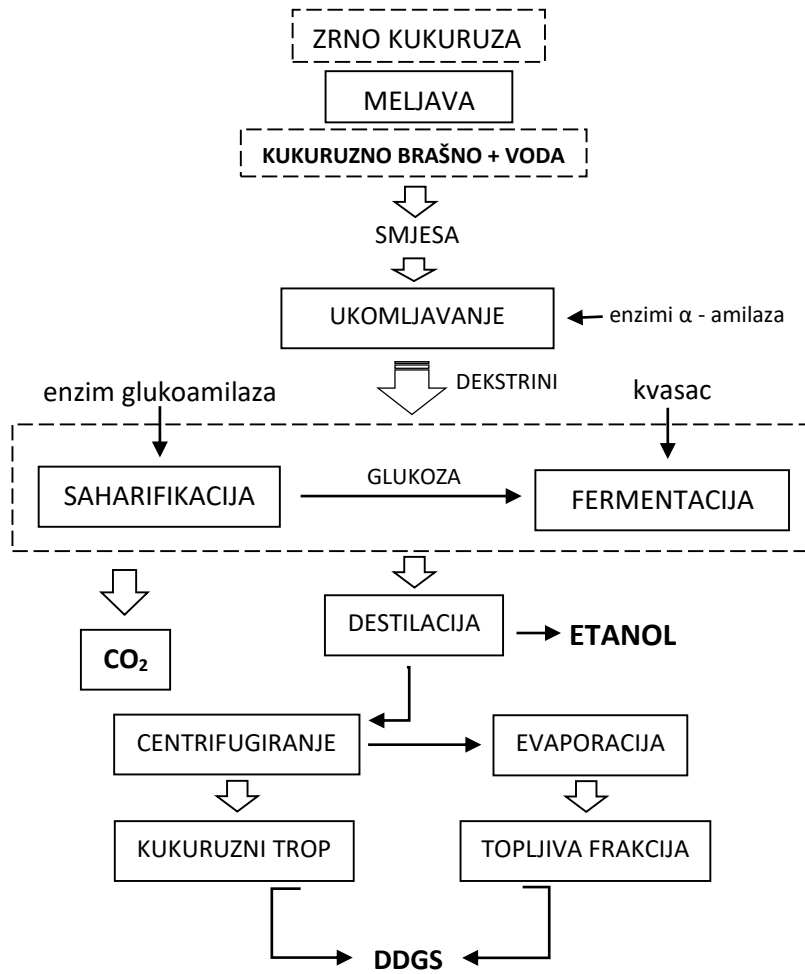 ZRNO KUKURUZA
MELJAVA
KUKURUZNO BRAŠNO + VODA
SMJESA
UKOMLJAVANJE
enzimi α - amilaza
DEKSTRINI
enzim glukoamilaza
kvasac
SAHARIFIKACIJA
GLUKOZA
FERMENTACIJA
CO₂
DESTILACIJA
ETANOL
CENTRIFUGIRANJE
EVAPORACIJA
KUKURUZNI TROP
TOPLJIVA FRAKCIJA
DDGS